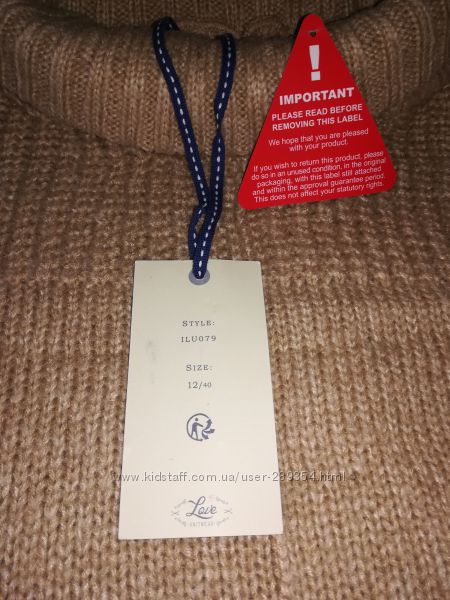 !
IMPORTANT
PLEASE READ BEFORE
REMOVING THIS LABEL
We hope that you are pleased
with your product.
If you wish to return this product, please
do so in an unused condition, in the original
packaging, with this label still attached
and within the approval guarantee period.
This does not affect your statutory rights.
STYLE:
ILU079
SIZE:
12/40
www.kidstaff.com.ua/user-289354.html
Love
KNITWEAR